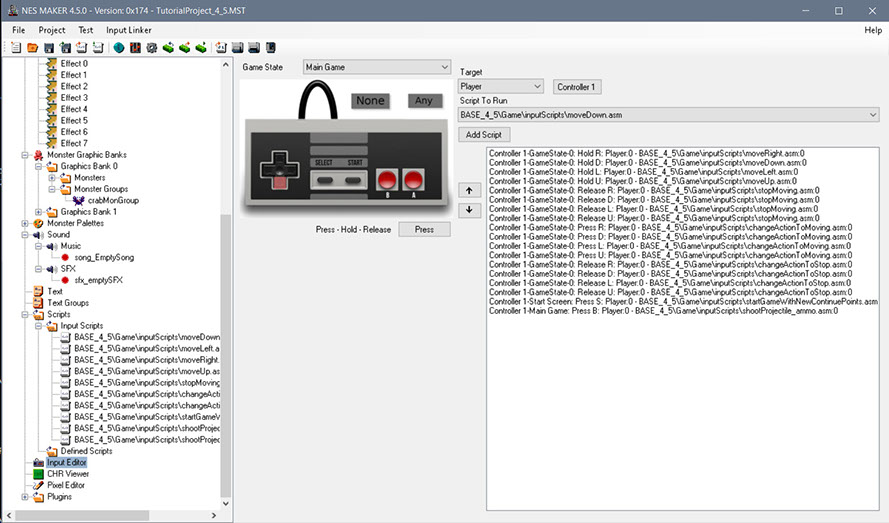 NES MAKER 4.5.0 - Version: 0x174 - TutorialProject_4_5.MST
File Project Test Input Linker Help
Effect 0
Effect 1
Effect 2
Effect 3
Effect 4
Effect 5
Effect 6
Effect 7
Monster Graphic Banks
Graphics Bank 0
Monsters
Monster Groups
crabMonGroup
Graphics Bank 1
Monster Palettes
Sound
Music
song_EmptySong
SFX
sfx_emptySFX
Text
Text Groups
Scripts
Input Scripts
BASE_4_5\Game\inputScripts\moveDown
BASE_4_5\Game\inputScripts\moveLeft.a
BASE_4_5\Game\inputScripts\moveRight.
BASE_4_5\Game\inputScripts\moveUp.as
BASE_4_5\Game\inputScripts\stopMoving
BASE_4_5\Game\inputScripts\changeActi
BASE_4_5\Game\inputScripts\changeActi
BASE_4_5\Game\inputScripts\startGameW
BASE_4_5\Game\inputScripts\shootProjec
BASE_4_5\Game\inputScripts\shootProjec
Defined Scripts
Input Editor
CHR Viewer
Pixel Editor
Plugins
Game State Main Game
None Any
SELECT START
B A
Press - Hold - Release Press
Target
Player Controller 1
Script To Run
BASE_4_5\Game\inputScripts\moveDown.asm
Add Script
Controller 1-GameState-0: Hold R: Player:0 - BASE_4_5\Game\inputScripts\moveRight.asm:0
Controller 1-GameState-0: Hold D: Player:0 - BASE_4_5\Game\inputScripts\moveDown.asm:0
Controller 1-GameState-0: Hold L: Player:0 - BASE_4_5\Game\inputScripts\moveLeft.asm:0
Controller 1-GameState-0: Hold U: Player:0 - BASE_4_5\Game\inputScripts\moveUp.asm:0
Controller 1-GameState-0: Release R: Player:0 - BASE_4_5\Game\inputScripts\stopMoving.asm:0
Controller 1-GameState-0: Release D: Player:0 - BASE_4_5\Game\inputScripts\stopMoving.asm:0
Controller 1-GameState-0: Release L: Player:0 - BASE_4_5\Game\inputScripts\stopMoving.asm:0
Controller 1-GameState-0: Release U: Player:0 - BASE_4_5\Game\inputScripts\stopMoving.asm:0
Controller 1-GameState-0: Press R: Player:0 - BASE_4_5\Game\inputScripts\changeActionToMoving.asm:0
Controller 1-GameState-0: Press D: Player:0 - BASE_4_5\Game\inputScripts\changeActionToMoving.asm:0
Controller 1-GameState-0: Press L: Player:0 - BASE_4_5\Game\inputScripts\changeActionToMoving.asm:0
Controller 1-GameState-0: Press U: Player:0 - BASE_4_5\Game\inputScripts\changeActionToMoving.asm:0
Controller 1-GameState-0: Release R: Player:0 - BASE_4_5\Game\inputScripts\changeActionToStop.asm:0
Controller 1-GameState-0: Release D: Player:0 - BASE_4_5\Game\inputScripts\changeActionToStop.asm:0
Controller 1-GameState-0: Release L: Player:0 - BASE_4_5\Game\inputScripts\changeActionToStop.asm:0
Controller 1-GameState-0: Release U: Player:0 - BASE_4_5\Game\inputScripts\changeActionToStop.asm:0
Controller 1-Start Screen: Press S: Player:0 - BASE_4_5\Game\inputScripts\startGameWithNewContinuePoints.asm
Controller 1-Main Game: Press B: Player:0 - BASE_4_5\Game\inputScripts\shootProjectile_ammo.asm:0